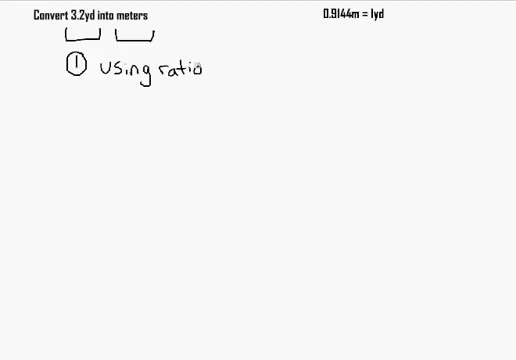 Convert 3.2yd into meters
0.9144m = 1yd
① using ratio